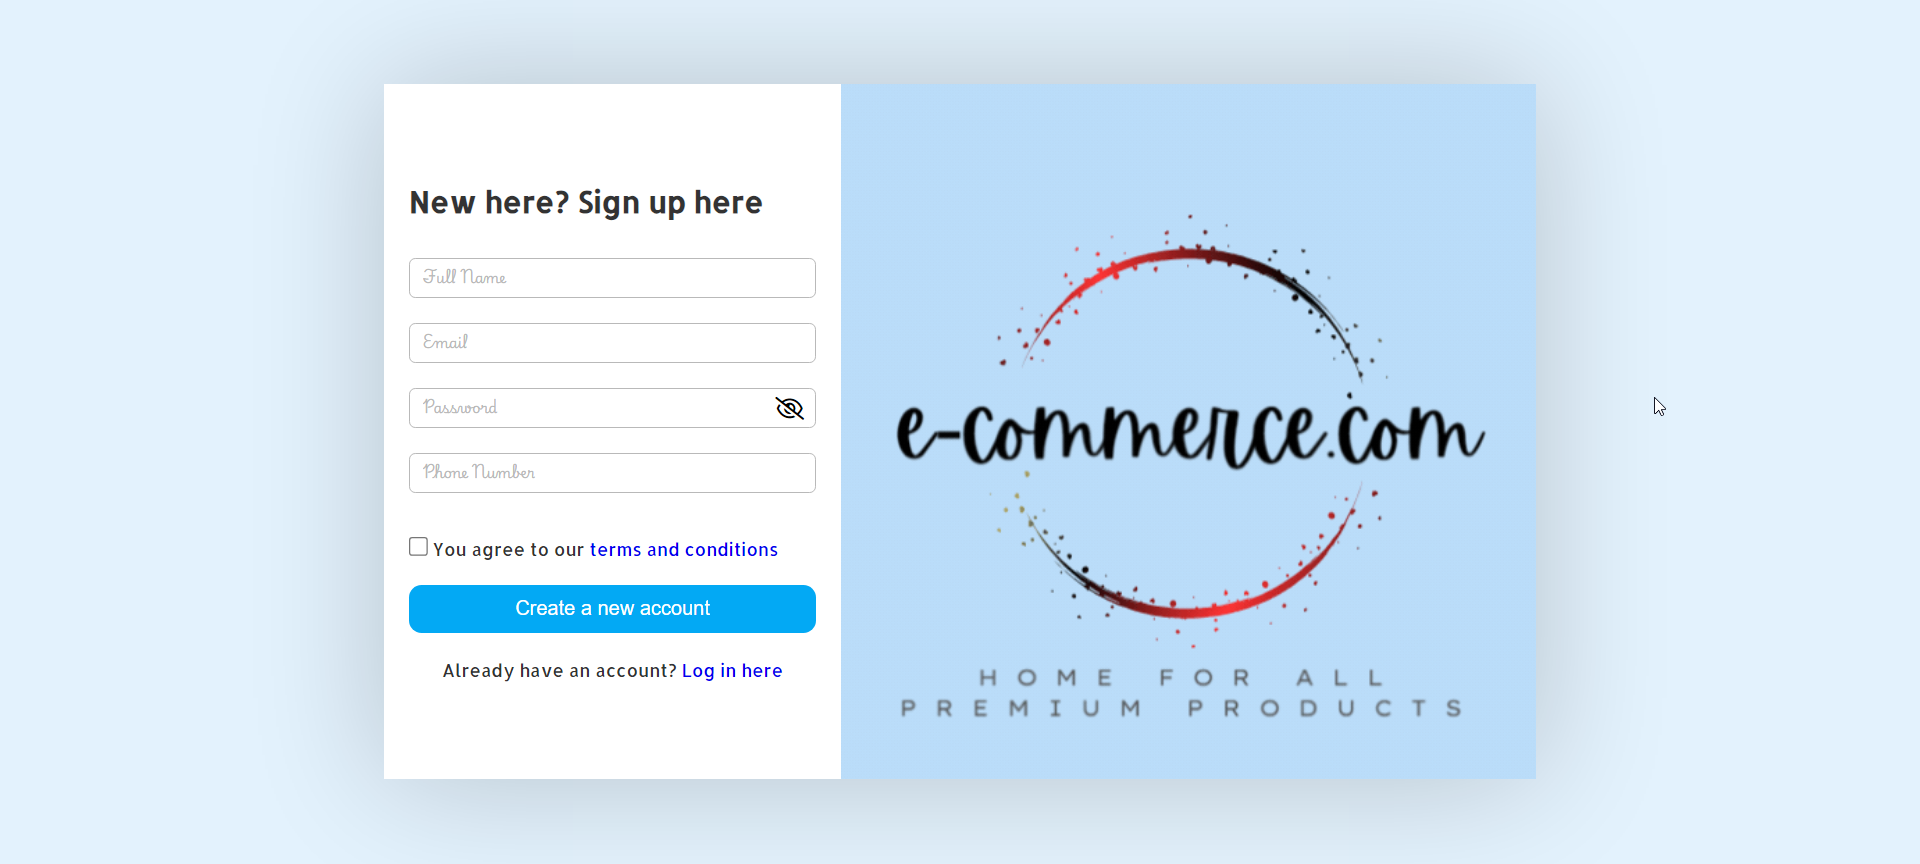 New here? Sign up here
Full Name
Email
Password
Phone Number
You agree to our terms and conditions
Create a new account
Already have an account? Log in here
e-commerce.com
HOME FOR ALL
PREMIUM PRODUCTS